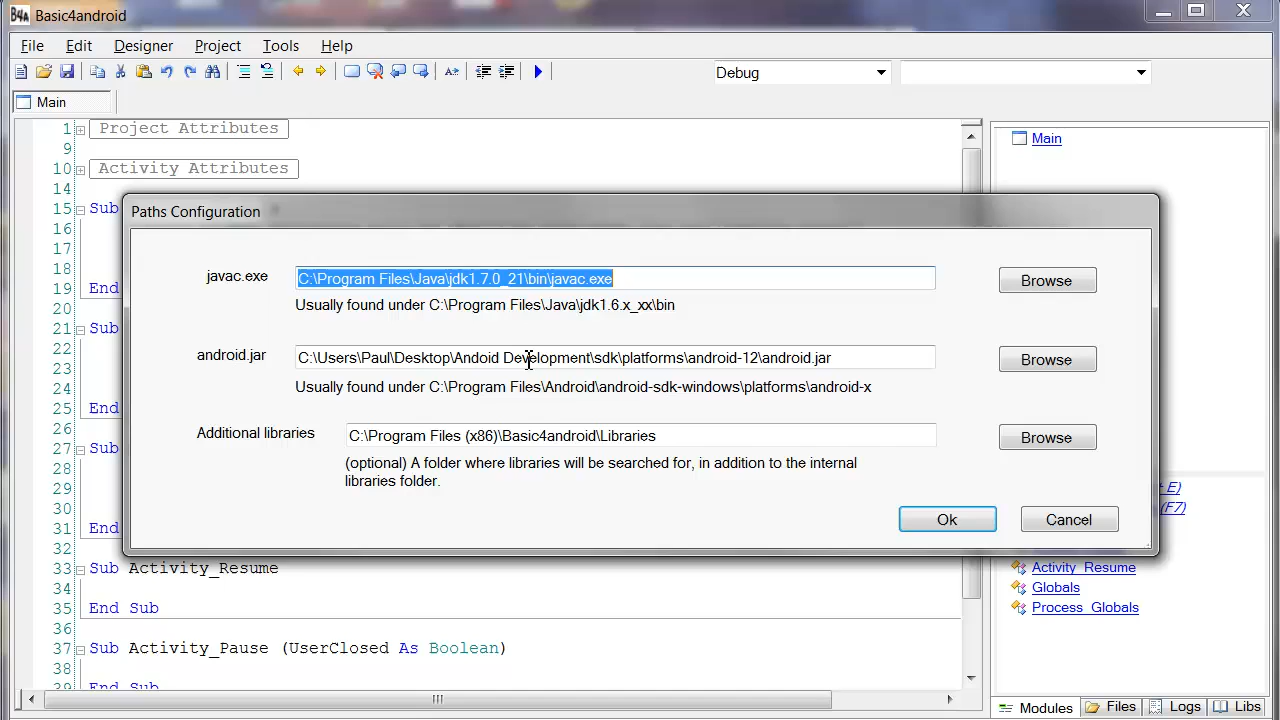 B4A Basic4android
File Edit Designer Project Tools Help
Debug
Main
1 Project Attributes
9
10 Activity Attributes
14
15 Sub
16
17
18
19 End
20
21 Sub
22
23
24
25 End
26
27 Sub
28
29
30
31 End
32
33 Sub Activity_Resume
34
35 End Sub
36
37 Sub Activity_Pause (UserClosed As Boolean)
38
39 End Sub
Paths Configuration
javac.exe C:\Program Files\Java\jdk1.7.0_21\bin\javac.exe Browse
Usually found under C:\Program Files\Java\jdk1.6.x_xx\bin
android.jar C:\Users\Paul\Desktop\Andoid Development\sdk\platforms\android-12\android.jar Browse
Usually found under C:\Program Files\Android\android-sdk-windows\platforms\android-x
Additional libraries C:\Program Files (x86)\Basic4android\Libraries Browse
(optional) A folder where libraries will be searched for, in addition to the internal
libraries folder.
Ok Cancel
Main
E)
(F7)
Activity_Resume
Globals
Process_Globals
Modules Files Logs Libs